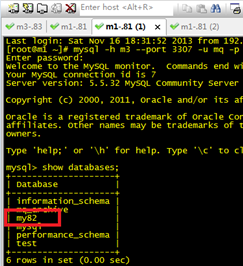 Enter host <Alt+R>
m3-.83
m1-.81
m1-.81 (1)
m1-.81 (2)
Last login: Sat Nov 16 18:31:52 2013 from 192.
[root@m1 ~]# mysql -h m3 --port 3307 -u mq -p
Enter password:
Welcome to the MySQL monitor.  Commands end wi
Your MySQL connection id is 7
Server version: 5.5.32 MySQL Community Server
Copyright (c) 2000, 2011, Oracle and/or its af
Oracle is a registered trademark of Oracle Cor
affiliates. Other names may be trademarks of t
owners.
Type 'help;' or '\h' for help. Type '\c' to cl
mysql> show databases;
+--------------------+
| Database           |
+--------------------+
| information_schema |
| my82               |
| mysql              |
| performance_schema |
| test               |
+--------------------+
6 rows in set (0.00 sec)